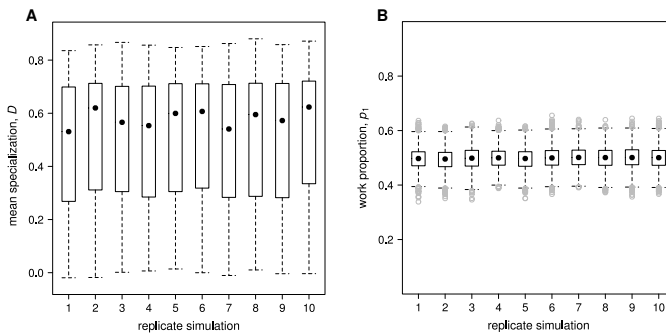 A
mean specialization, D
0.8
0.6
0.4
0.2
0.0
1 2 3 4 5 6 7 8 9 10
replicate simulation
B
work proportion, p1
0.8
0.6
0.4
0.2
1 2 3 4 5 6 7 8 9 10
replicate simulation